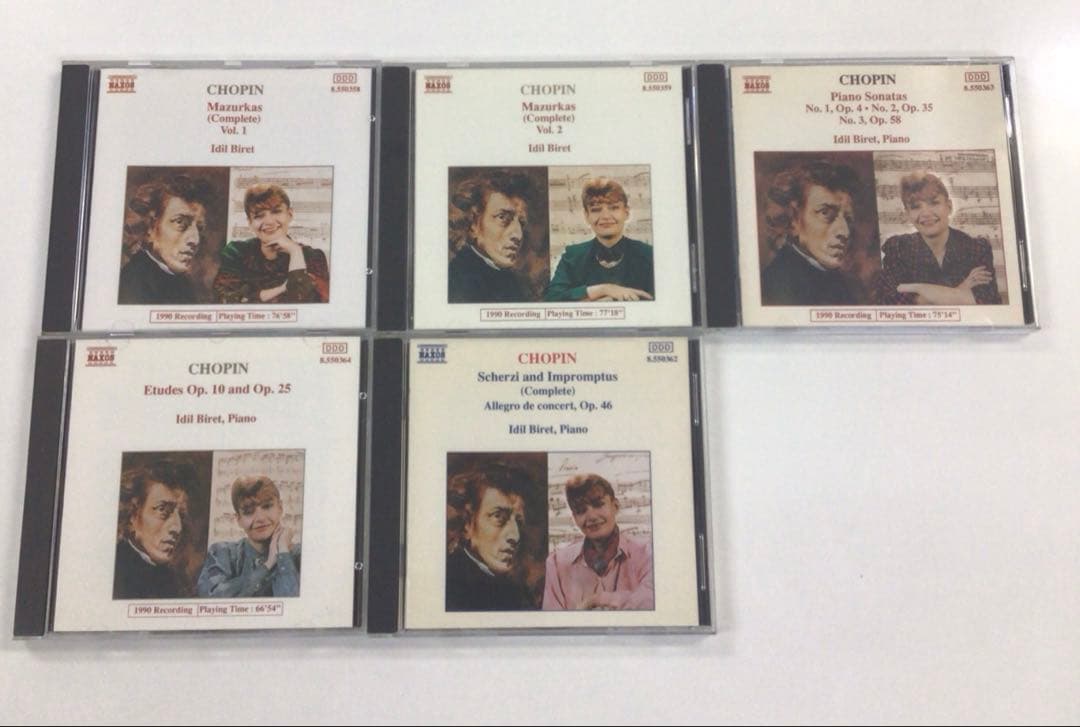 NAXOS
CHOPIN
DDD
8.550358
Mazurkas
(Complete)
Vol. 1
Idil Biret
1990 Recording Playing Time : 76'58"
NAXOS
CHOPIN
DDD
8.550359
Mazurkas
(Complete)
Vol. 2
Idil Biret
1990 Recording Playing Time : 77'18"
NAXOS
CHOPIN
DDD
8.550363
Piano Sonatas
No. 1, Op. 4 • No. 2, Op. 35
No. 3, Op. 58
Idil Biret, Piano
1990 Recording Playing Time : 75'14"
NAXOS
CHOPIN
DDD
8.550364
Etudes Op. 10 and Op. 25
Idil Biret, Piano
1990 Recording Playing Time : 66'54"
NAXOS
CHOPIN
DDD
8.550362
Scherzi and Impromptus
(Complete)
Allegro de concert, Op. 46
Idil Biret, Piano